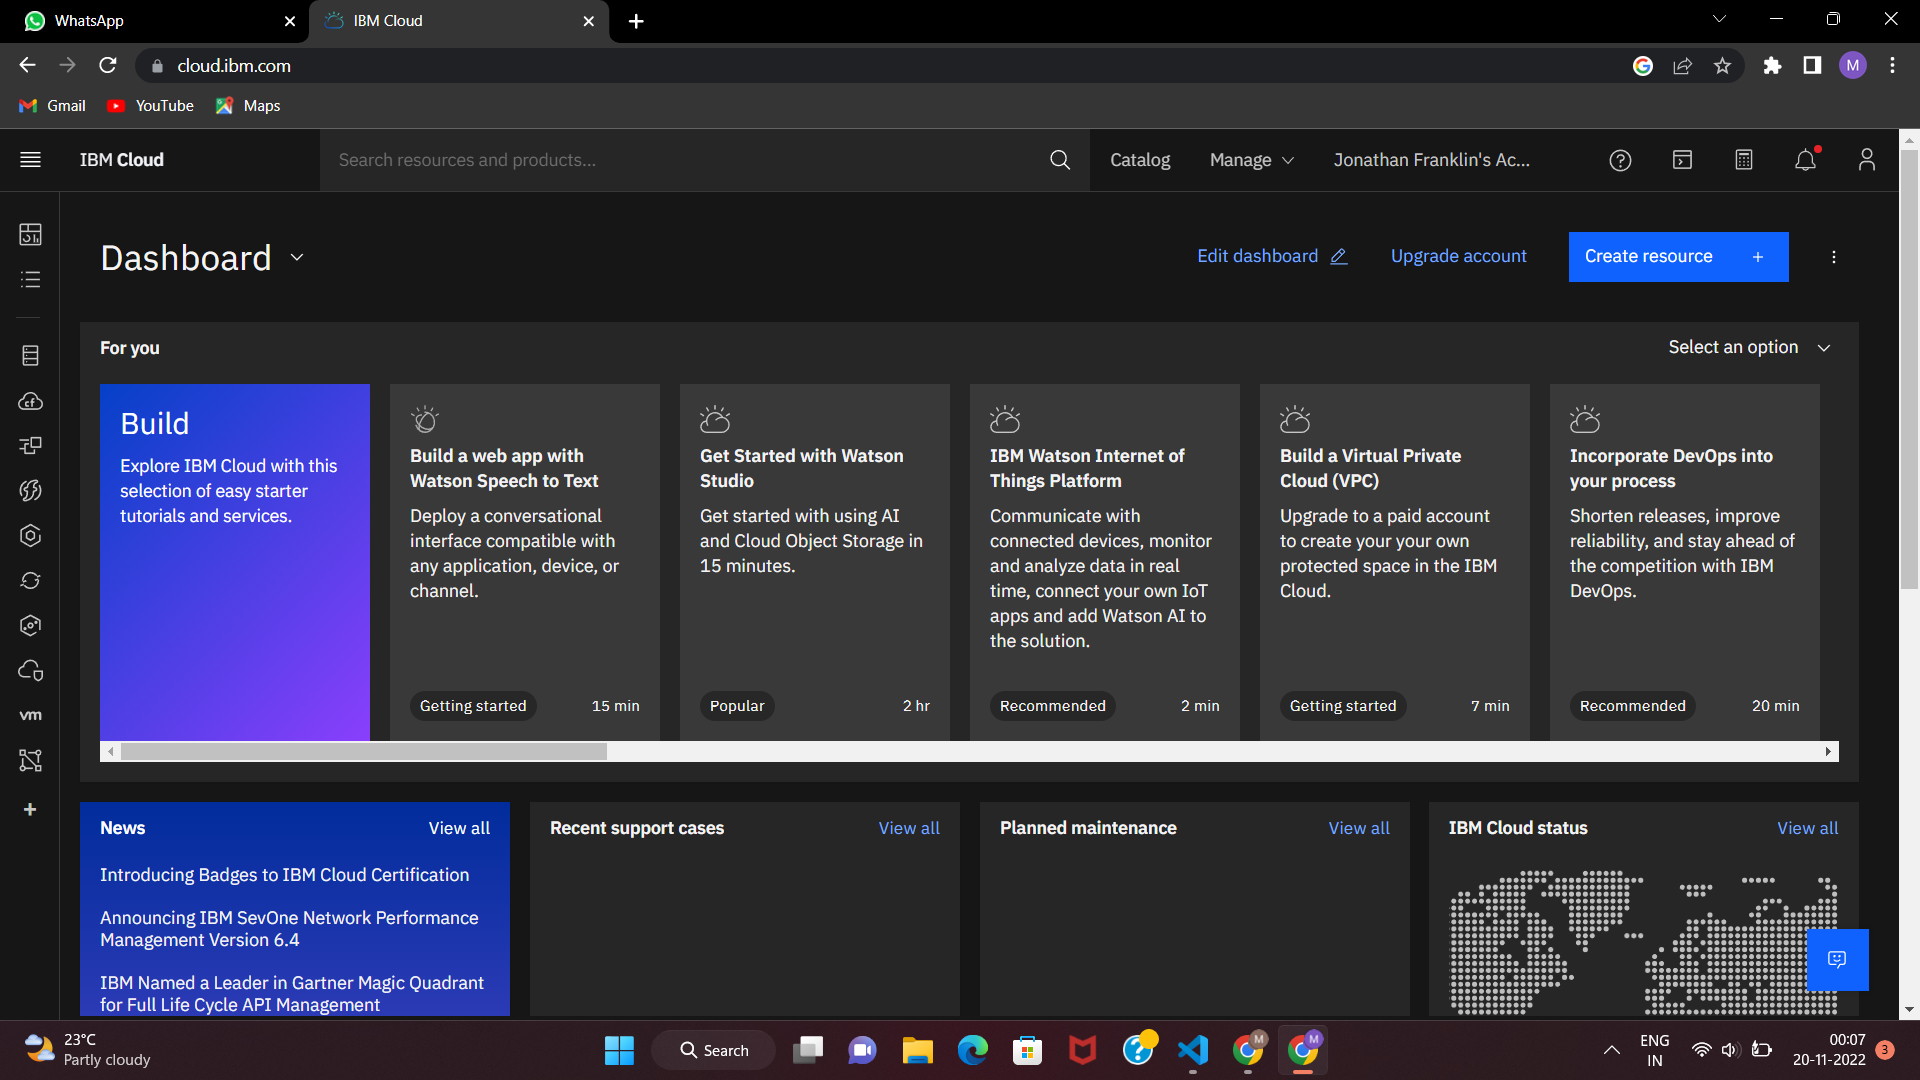 WhatsApp
IBM Cloud
cloud.ibm.com
M
Gmail
YouTube
Maps
IBM Cloud
Search resources and products...
Catalog
Manage
Jonathan Franklin's Ac...
Dashboard
Edit dashboard
Upgrade account
Create resource +
For you
Select an option
Build
Explore IBM Cloud with this
selection of easy starter
tutorials and services.
Build a web app with
Watson Speech to Text
Deploy a conversational
interface compatible with
any application, device, or
channel.
Getting started
15 min
Get Started with Watson
Studio
Get started with using AI
and Cloud Object Storage in
15 minutes.
Popular
2 hr
IBM Watson Internet of
Things Platform
Communicate with
connected devices, monitor
and analyze data in real
time, connect your own IoT
apps and add Watson AI to
the solution.
Recommended
2 min
Build a Virtual Private
Cloud (VPC)
Upgrade to a paid account
to create your your own
protected space in the IBM
Cloud.
Getting started
7 min
Incorporate DevOps into
your process
Shorten releases, improve
reliability, and stay ahead of
the competition with IBM
DevOps.
Recommended
20 min
cf
vm
News
View all
Introducing Badges to IBM Cloud Certification
Announcing IBM SevOne Network Performance
Management Version 6.4
IBM Named a Leader in Gartner Magic Quadrant
for Full Life Cycle API Management
Recent support cases
View all
Planned maintenance
View all
IBM Cloud status
View all
23°C
Partly cloudy
Search
M
M
ENG
IN
00:07
20-11-2022
3